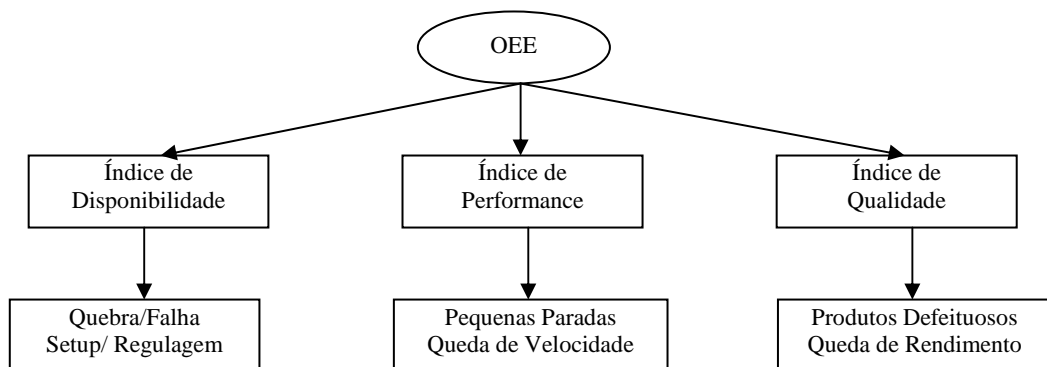 OEE
Índice de
Disponibilidade
Índice de
Performance
Índice de
Qualidade
Quebra/Falha
Setup/ Regulagem
Pequenas Paradas
Queda de Velocidade
Produtos Defeituosos
Queda de Rendimento